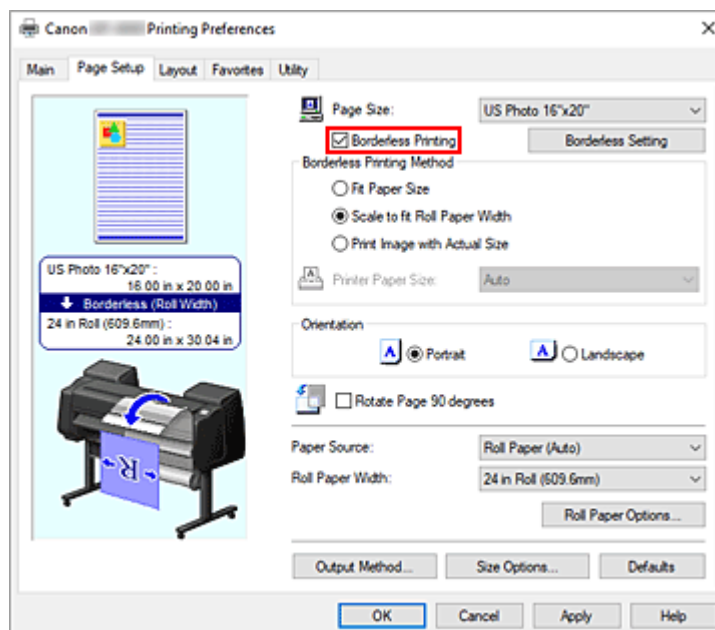 Canon Printing Preferences
Main Page Setup Layout Favorites Utility
Page Size: US Photo 16"x20"
Borderless Printing Borderless Setting
Borderless Printing Method
Fit Paper Size
Scale to fit Roll Paper Width
Print Image with Actual Size
Printer Paper Size: Auto
US Photo 16"x20" :
16.00 in x 20.00 in
Borderless (Roll Width)
24 in Roll (609.6mm) :
24.00 in x 30.04 in
R
Orientation
A Portrait A Landscape
Rotate Page 90 degrees
Paper Source: Roll Paper (Auto)
Roll Paper Width: 24 in Roll (609.6mm)
Roll Paper Options...
Output Method... Size Options... Defaults
OK Cancel Apply Help